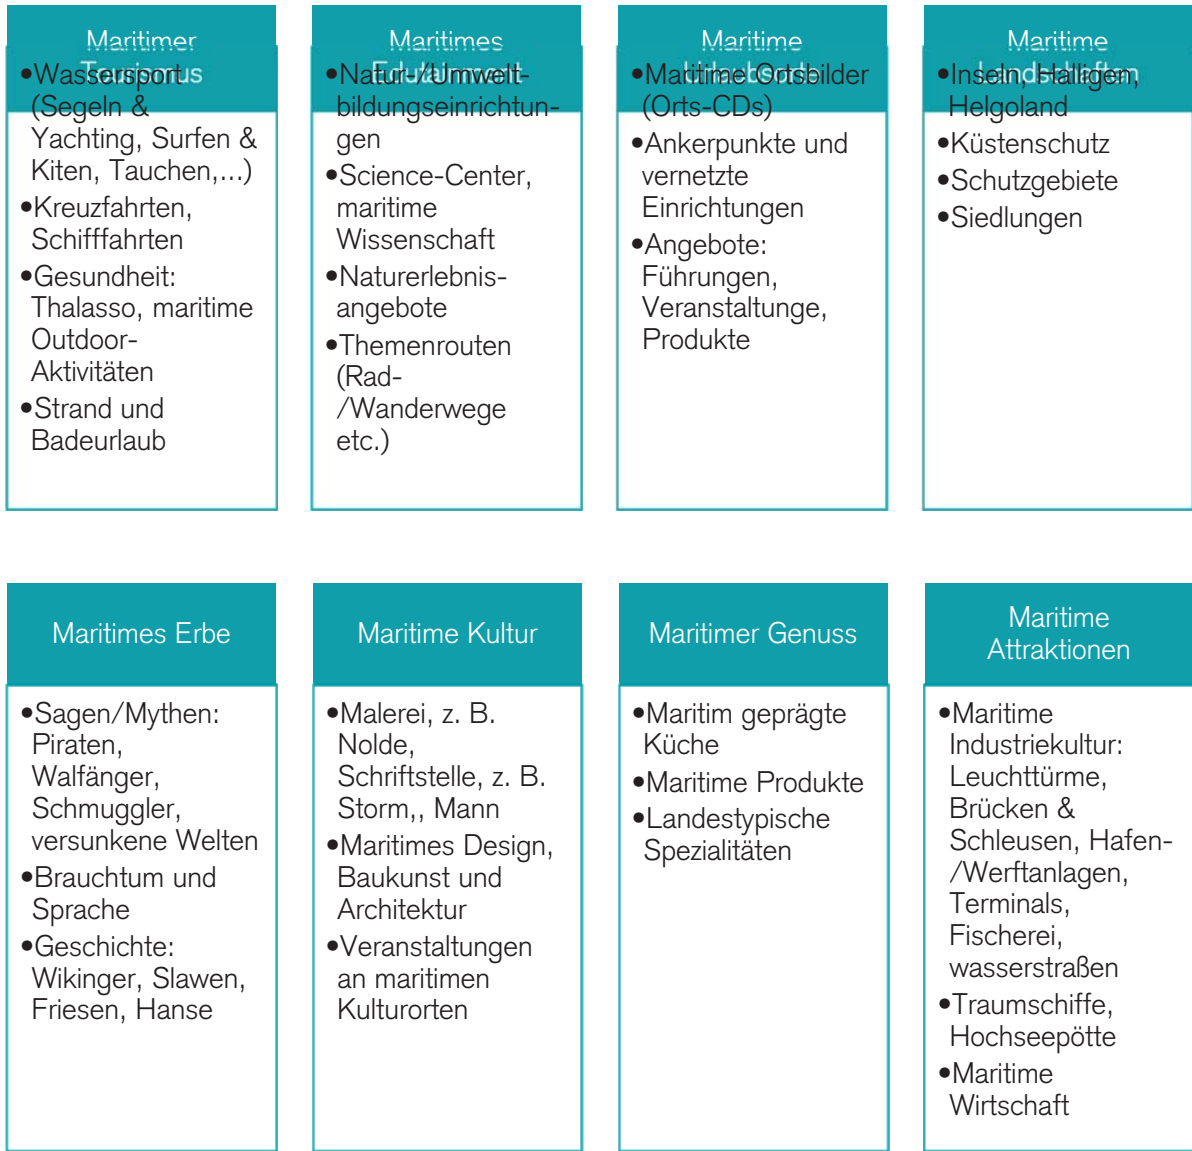 Maritimer
Tourismus
•Wassersport
(Segeln &
Yachting, Surfen &
Kiten, Tauchen,...)
•Kreuzfahrten,
Schifffahrten
•Gesundheit:
Thalasso, maritime
Outdoor-
Aktivitäten
•Strand und
Badeurlaub
Maritimes
Edutainment
•Natur-/Umwelt-
bildungseinrichtun-
gen
•Science-Center,
maritime
Wissenschaft
•Naturerlebnis-
angebote
•Themenrouten
(Rad-
/Wanderwege
etc.)
Maritime
Urlaubsorte
•Maritime Ortsbilder
(Orts-CDs)
•Ankerpunkte und
vernetzte
Einrichtungen
•Angebote:
Führungen,
Veranstaltunge,
Produkte
Maritime
Landschaften
•Inseln, Halligen,
Helgoland
•Küstenschutz
•Schutzgebiete
•Siedlungen
Maritimes Erbe
•Sagen/Mythen:
Piraten,
Walfänger,
Schmuggler,
versunkene Welten
•Brauchtum und
Sprache
•Geschichte:
Wikinger, Slawen,
Friesen, Hanse
Maritime Kultur
•Malerei, z. B.
Nolde,
Schriftstelle, z. B.
Storm,, Mann
•Maritimes Design,
Baukunst und
Architektur
•Veranstaltungen
an maritimen
Kulturorten
Maritimer Genuss
•Maritim geprägte
Küche
•Maritime Produkte
•Landestypische
Spezialitäten
Maritime
Attraktionen
•Maritime
Industriekultur:
Leuchttürme,
Brücken &
Schleusen, Hafen-
/Werftanlagen,
Terminals,
Fischerei,
wasserstraßen
•Traumschiffe,
Hochseepötte
•Maritime
Wirtschaft